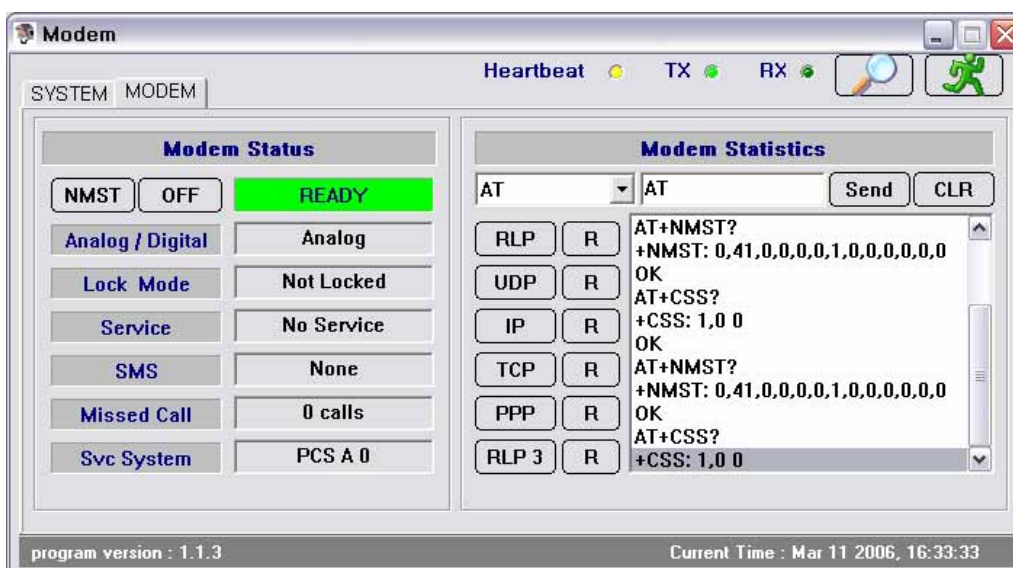 Modem
Heartbeat TX RX
SYSTEM MODEM
Modem Status
NMST OFF READY
Analog / Digital Analog
Lock Mode Not Locked
Service No Service
SMS None
Missed Call 0 calls
Svc System PCS A 0
Modem Statistics
AT AT Send CLR
RLP R
UDP R
IP R
TCP R
PPP R
RLP 3 R
AT+NMST?
+NMST: 0,41,0,0,0,0,1,0,0,0,0,0,0
OK
AT+CSS?
+CSS: 1,0 0
OK
AT+NMST?
+NMST: 0,41,0,0,0,0,1,0,0,0,0,0,0
OK
AT+CSS?
+CSS: 1,0 0
program version : 1.1.3 Current Time : Mar 11 2006, 16:33:33